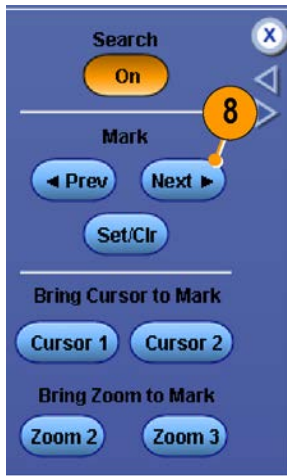 Search
X
On
8
Mark
◄ Prev Next ►
Set/Clr
Bring Cursor to Mark
Cursor 1 Cursor 2
Bring Zoom to Mark
Zoom 2 Zoom 3